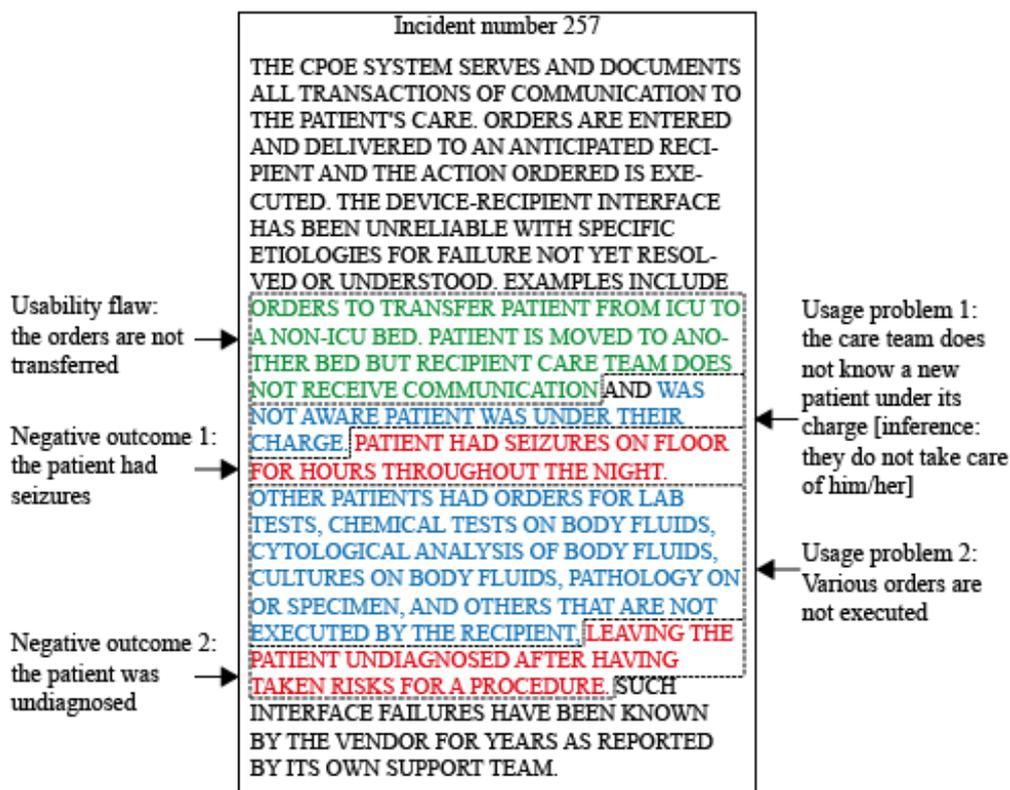 Incident number 257
THE CPOE SYSTEM SERVES AND DOCUMENTS
ALL TRANSACTIONS OF COMMUNICATION TO
THE PATIENT'S CARE. ORDERS ARE ENTERED
AND DELIVERED TO AN ANTICIPATED RECI-
PIENT AND THE ACTION ORDERED IS EXE-
CUTED. THE DEVICE-RECIPIENT INTERFACE
HAS BEEN UNRELIABLE WITH SPECIFIC
ETIOLOGIES FOR FAILURE NOT YET RESOL-
VED OR UNDERSTOOD. EXAMPLES INCLUDE
ORDERS TO TRANSFER PATIENT FROM ICU TO
A NON-ICU BED. PATIENT IS MOVED TO ANO-
THER BED BUT RECIPIENT CARE TEAM DOES
NOT RECEIVE COMMUNICATION AND WAS
NOT AWARE PATIENT WAS UNDER THEIR
CHARGE. PATIENT HAD SEIZURES ON FLOOR
FOR HOURS THROUGHOUT THE NIGHT.
OTHER PATIENTS HAD ORDERS FOR LAB
TESTS, CHEMICAL TESTS ON BODY FLUIDS,
CYTOLOGICAL ANALYSIS OF BODY FLUIDS,
CULTURES ON BODY FLUIDS, PATHOLOGY ON
OR SPECIMEN, AND OTHERS THAT ARE NOT
EXECUTED BY THE RECIPIENT, LEAVING THE
PATIENT UNDIAGNOSED AFTER HAVING
TAKEN RISKS FOR A PROCEDURE. SUCH
INTERFACE FAILURES HAVE BEEN KNOWN
BY THE VENDOR FOR YEARS AS REPORTED
BY ITS OWN SUPPORT TEAM.
Usability flaw:
the orders are not
transferred
Negative outcome 1:
the patient had
seizures
Negative outcome 2:
the patient was
undiagnosed
Usage problem 1:
the care team does
not know a new
patient under its
charge [inference:
they do not take care
of him/her]
Usage problem 2:
Various orders are
not executed